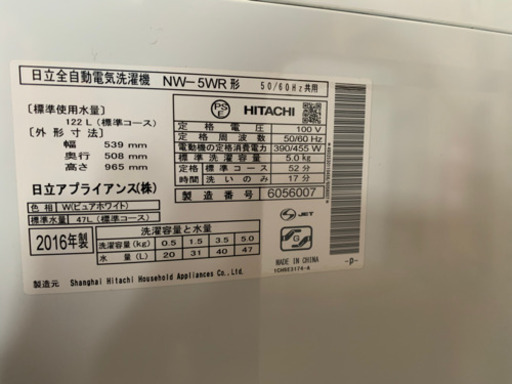 日立全自動電気洗濯機 NW-5WR 形 50/60Hz共用
[標準使用水量]
122 L (標準コース)
[外形寸法]
幅 539 mm
奥行 508 mm
高さ 965 mm
日立アプライアンス(株)
色相 W(ピュアホワイト)
標準水量 47L (標準コース)
PS E HITACHI
定格電圧 100 V
定格周波数 50/60 Hz
電動機の定格消費電力 390/455 W
標準洗濯容量 5.0kg
定格時間 標準コース 52分
時間 洗いのみ 17分
製造番号 6056007
2016年製
洗濯容量と水量
洗濯容量(kg) 0.5 1.5 3.5 5.0
水量(L) 20 31 40 47
JET
MADE IN CHINA
-p-
製造元 Shanghai Hitachi Household Appliances Co., Ltd.